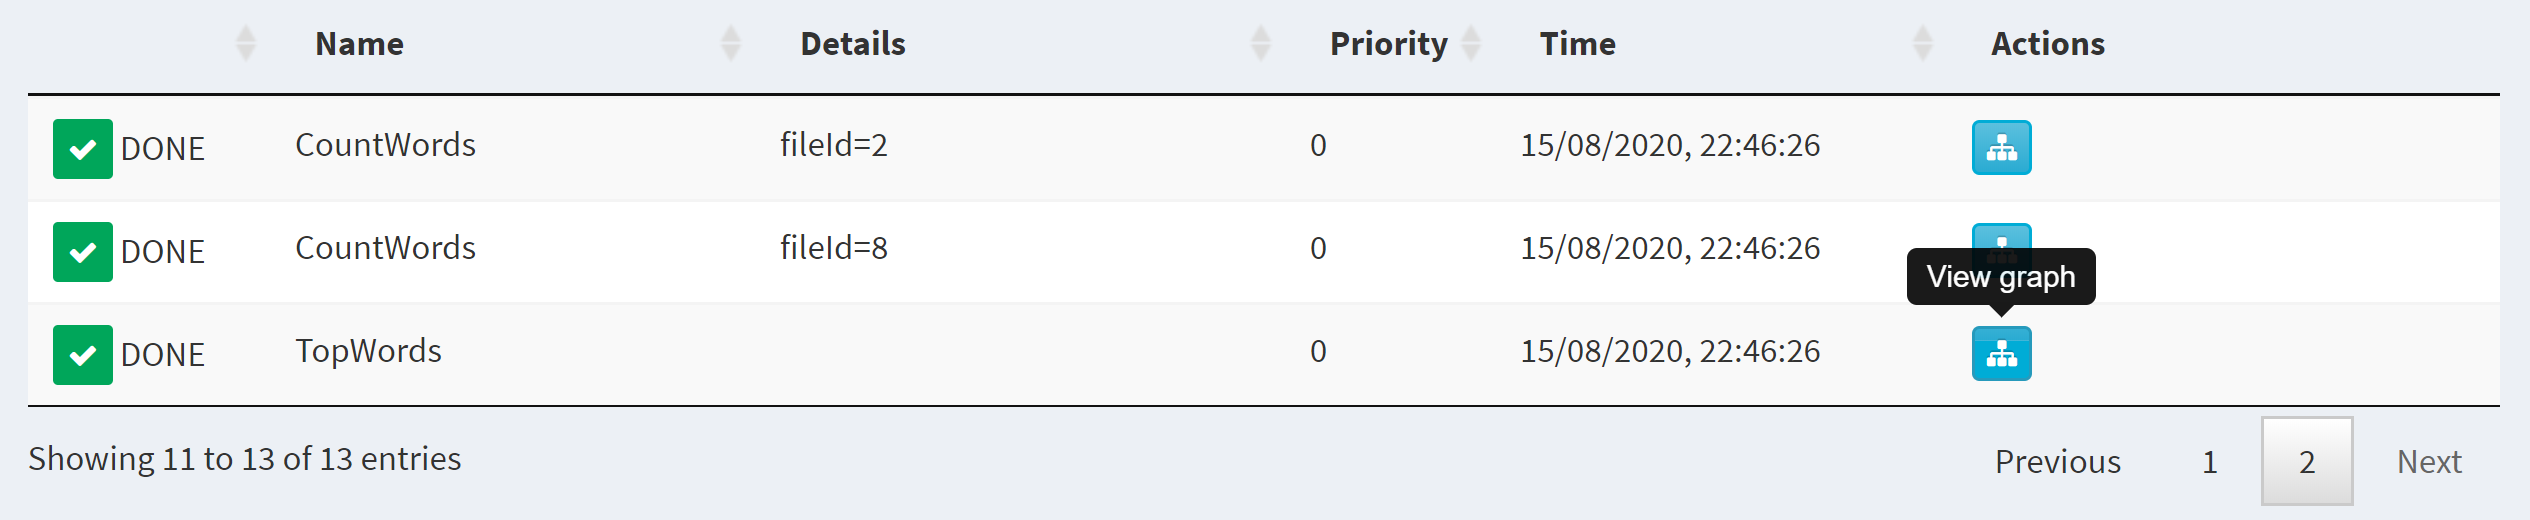 Name Details Priority Time Actions
DONE CountWords fileId=2 0 15/08/2020, 22:46:26
DONE CountWords fileId=8 0 15/08/2020, 22:46:26
View graph
DONE TopWords 0 15/08/2020, 22:46:26
Showing 11 to 13 of 13 entries Previous 1 2 Next